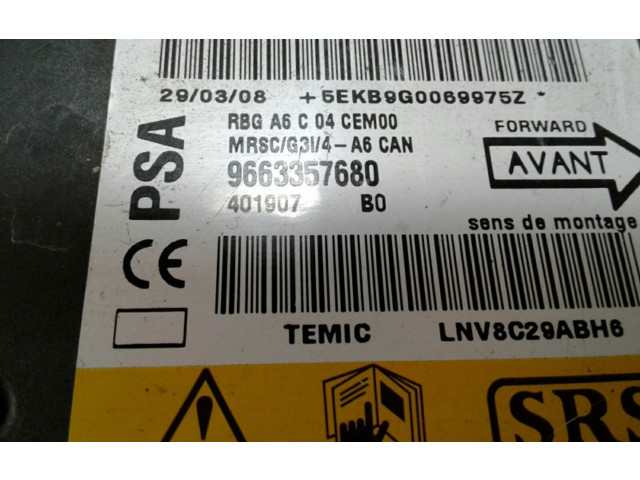 29/03/08 +5EKB9G0069975Z *
RBG A6 C 04 CEM00
MRSC/G3I/4-A6 CAN
9663357680
401907 B0
PSA
CE
FORWARD
AVANT
sens de montage
TEMIC LNV8C29ABH6
SRS